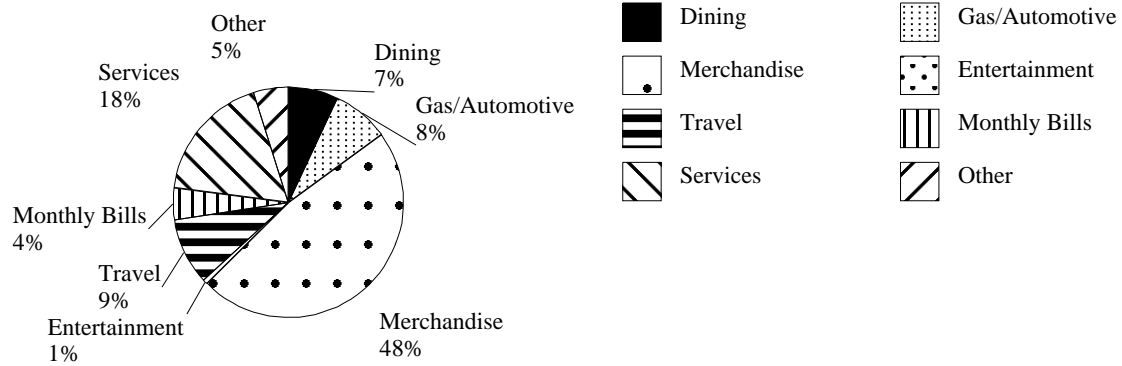 Other
5%
Dining
7%
Services
18%
Gas/Automotive
8%
Monthly Bills
4%
Travel
9%
Entertainment
1%
Merchandise
48%
Dining
Gas/Automotive
Merchandise
Entertainment
Travel
Monthly Bills
Services
Other